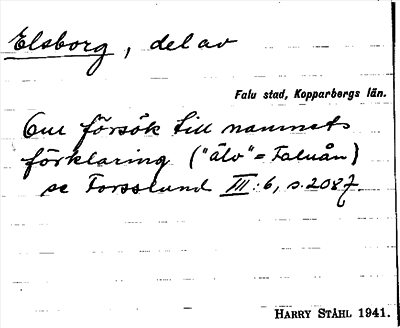 Elsborg, del av
Falu stad, Kopparbergs län.
Om försök till namnets
förklaring ("älv" = Faluån)
se Forsslund III:6, s. 2087.
HARRY STÅHL 1941.